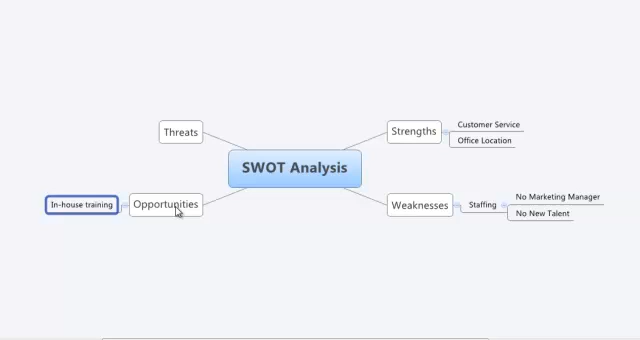 SWOT Analysis
Threats
Opportunities
In-house training
Strengths
Customer Service
Office Location
Weaknesses
Staffing
No Marketing Manager
No New Talent